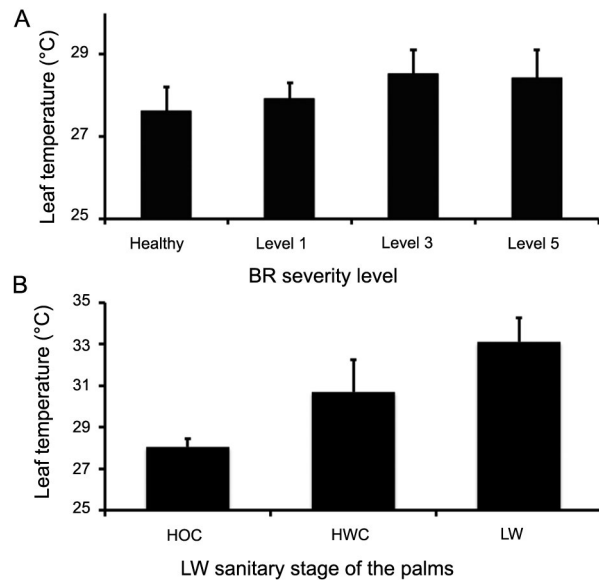 A
Leaf temperature (°C)
29
27
25
Healthy Level 1 Level 3 Level 5
BR severity level
B
Leaf temperature (°C)
35
33
31
29
27
25
HOC HWC LW
LW sanitary stage of the palms